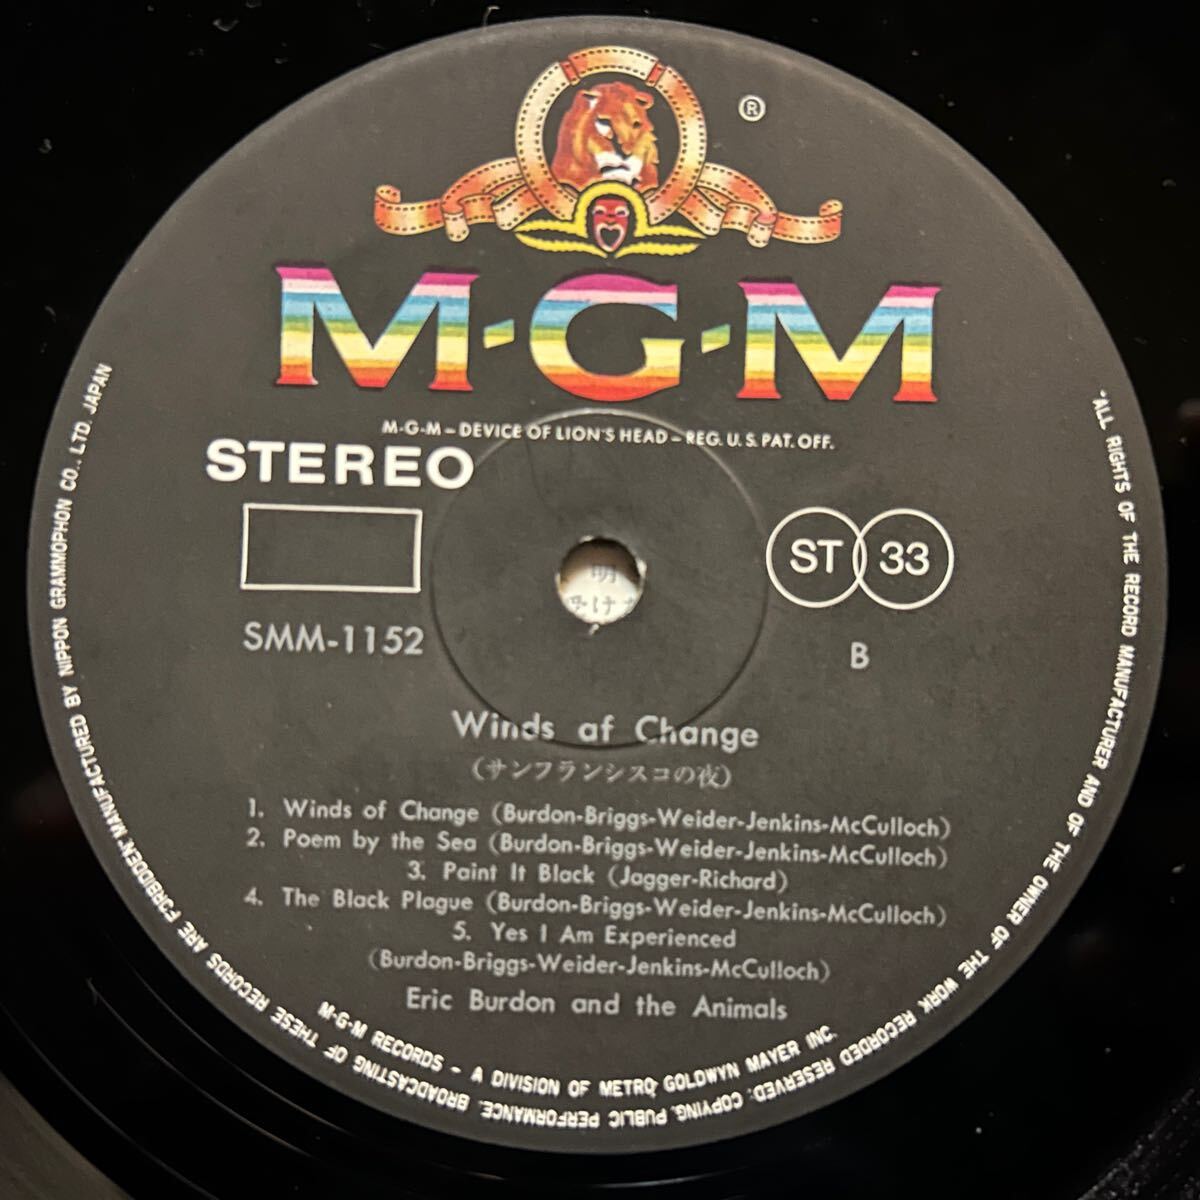 ®
M-G-M
M-G-M – DEVICE OF LION'S HEAD – REG. U. S. PAT. OFF.
STEREO
ST 33
SMM-1152
B
明
受け
Winds af Change
(サンフランシスコの夜)
1. Winds of Change (Burdon-Briggs-Weider-Jenkins-McCulloch)
2. Poem by the Sea (Burdon-Briggs-Weider-Jenkins-McCulloch)
3. Paint It Black (Jagger-Richard)
4. The Black Plague (Burdon-Briggs-Weider-Jenkins-McCulloch)
5. Yes I Am Experienced
(Burdon-Briggs-Weider-Jenkins-McCulloch)
Eric Burdon and the Animals
M-G-M RECORDS – A DIVISION OF METRO GOLDWYN MAYER INC.
"ALL RIGHTS OF THE RECORD MANUFACTURER AND OF THE OWNER OF THE WORK RECORDED RESERVED. COPYING, PUBLIC PERFORMANCE, BROADCASTING OF THESE RECORDS ARE FORBIDDEN" MANUFACTURED BY NIPPON GRAMMOPHON CO., LTD. JAPAN